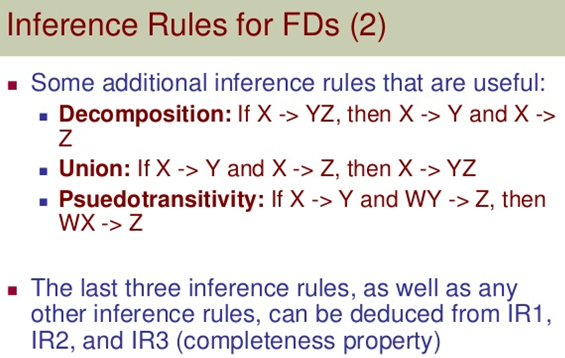 Inference Rules for FDs (2)
Some additional inference rules that are useful:
Decomposition: If X -> YZ, then X -> Y and X ->
Z
Union: If X -> Y and X -> Z, then X -> YZ
Psuedotransitivity: If X -> Y and WY -> Z, then
WX -> Z
The last three inference rules, as well as any
other inference rules, can be deduced from IR1,
IR2, and IR3 (completeness property)